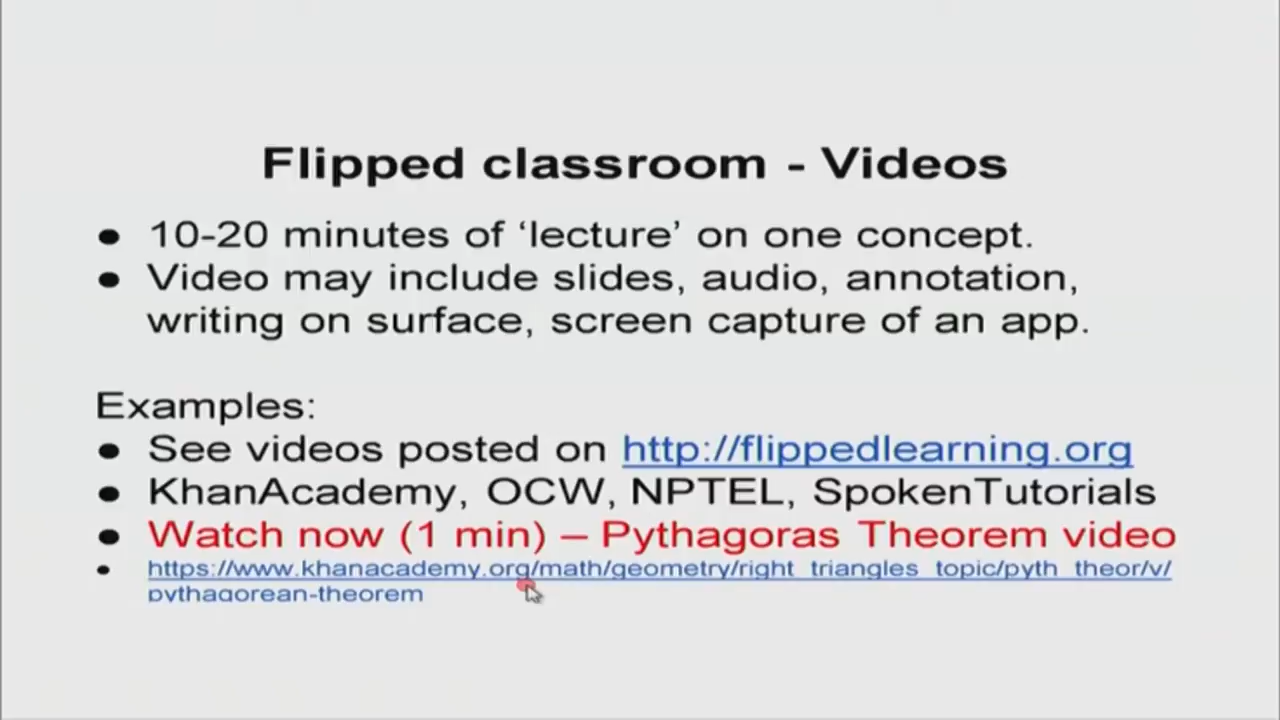 Flipped classroom - Videos
● 10-20 minutes of ‘lecture’ on one concept.
● Video may include slides, audio, annotation,
writing on surface, screen capture of an app.
Examples:
● See videos posted on http://flippedlearning.org
● KhanAcademy, OCW, NPTEL, SpokenTutorials
● Watch now (1 min) – Pythagoras Theorem video
● https://www.khanacademy.org/math/geometry/right_triangles_topic/pyth_theor/v/
pythagorean-theorem